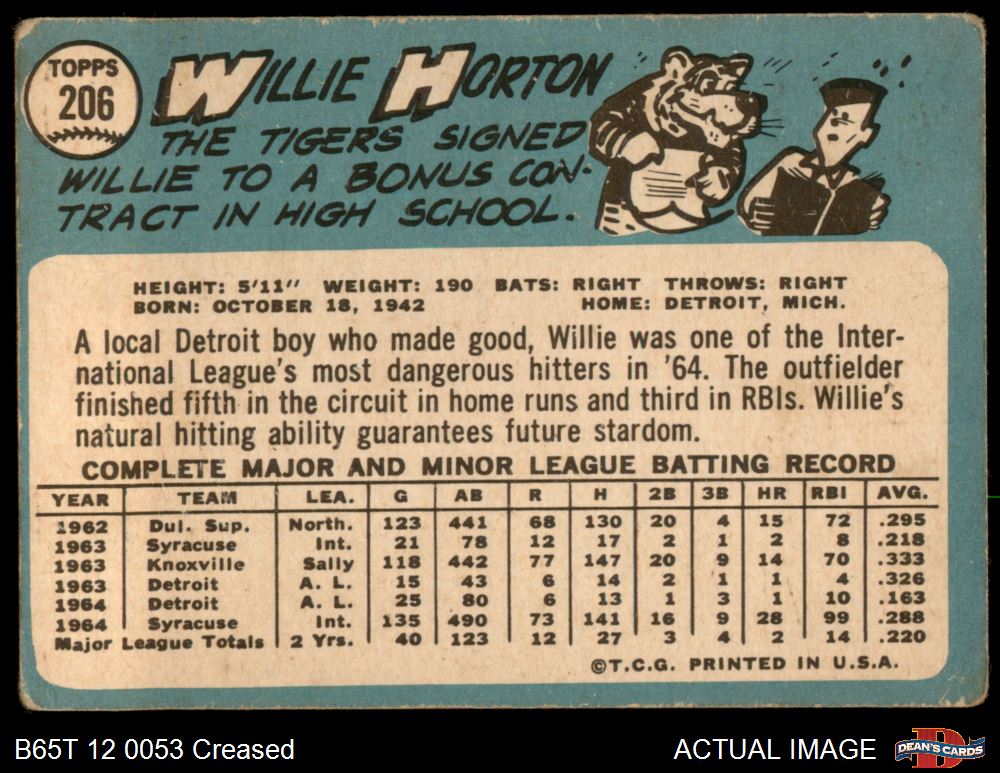 TOPPS
206
WILLIE HORTON
THE TIGERS SIGNED
WILLIE TO A BONUS CON-
TRACT IN HIGH SCHOOL.
HEIGHT: 5'11" WEIGHT: 190 BATS: RIGHT THROWS: RIGHT
BORN: OCTOBER 18, 1942 HOME: DETROIT, MICH.
A local Detroit boy who made good, Willie was one of the Inter-
national League's most dangerous hitters in '64. The outfielder
finished fifth in the circuit in home runs and third in RBIs. Willie's
natural hitting ability guarantees future stardom.
COMPLETE MAJOR AND MINOR LEAGUE BATTING RECORD
YEAR TEAM LEA. G AB R H 2B 3B HR RBI AVG.
1962 Dul. Sup. North. 123 441 68 130 20 4 15 72 .295
1963 Syracuse Int. 21 78 12 17 2 1 2 8 .218
1963 Knoxville Sally 118 442 77 147 20 9 14 70 .333
1963 Detroit A. L. 15 43 6 14 2 1 1 4 .326
1964 Detroit A. L. 25 80 6 13 1 3 1 10 .163
1964 Syracuse Int. 135 490 73 141 16 9 28 99 .288
Major League Totals 2 Yrs. 40 123 12 27 3 4 2 14 .220
©T.C.G. PRINTED IN U.S.A.
B65T 12 0053 Creased
ACTUAL IMAGE
DEAN'S CARDS